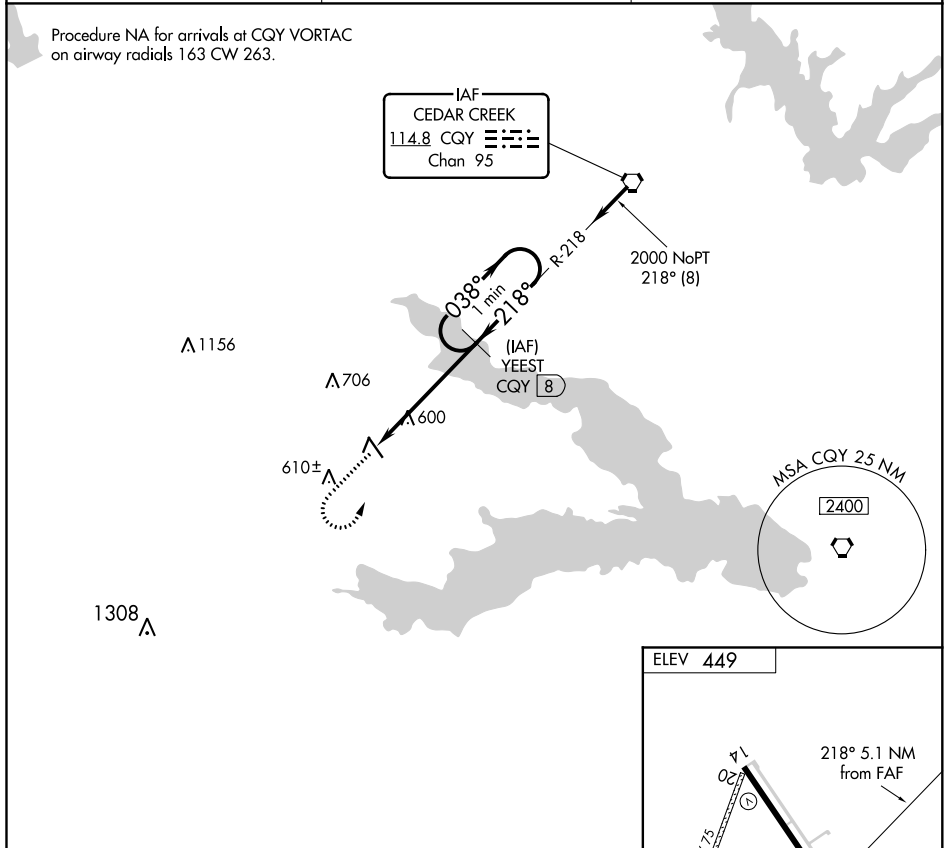 Procedure NA for arrivals at CQY VORTAC
on airway radials 163 CW 263.
IAF
CEDAR CREEK
114.8 CQY
Chan 95
R-218
2000 NoPT
218° (8)
038°
1 min
218°
(IAF)
YEEST
CQY 8
1156
706
600
610±
MSA CQY 25 NM
2400
1308
ELEV 449
218° 5.1 NM
from FAF
14
20
75
V